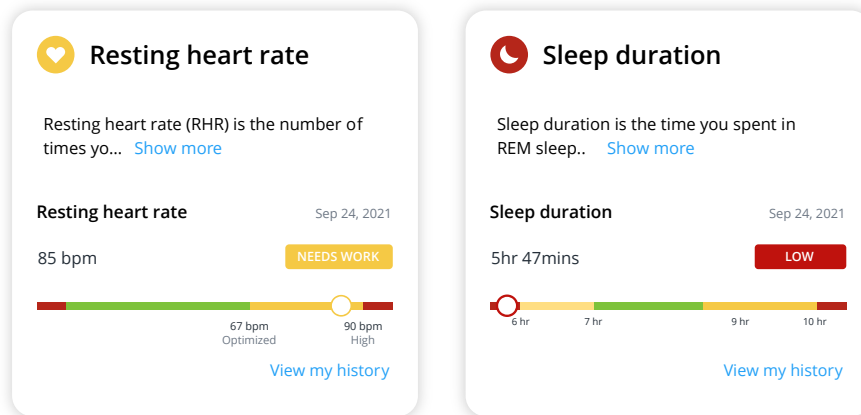 Resting heart rate
Resting heart rate (RHR) is the number of
times yo... Show more
Resting heart rate Sep 24, 2021
85 bpm NEEDS WORK
67 bpm 90 bpm
Optimized High
View my history
Sleep duration
Sleep duration is the time you spent in
REM sleep.. Show more
Sleep duration Sep 24, 2021
5hr 47mins LOW
6 hr 7 hr 9 hr 10 hr
View my history